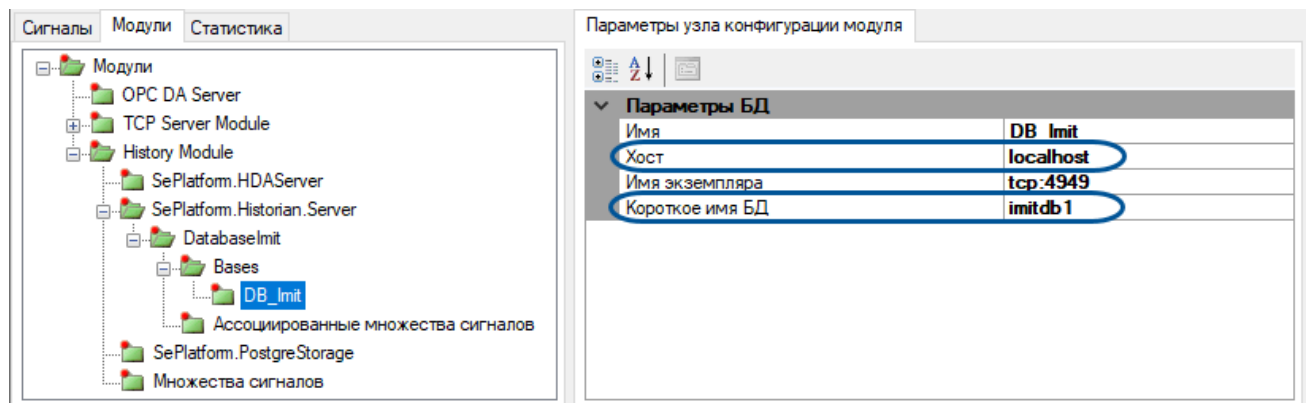 Сигналы Модули Статистика
Модули
OPC DA Server
TCP Server Module
History Module
SePlatform.HDAServer
SePlatform.Historian.Server
DatabaseImit
Bases
DB_Imit
Ассоциированные множества сигналов
SePlatform.PostgreStorage
Множества сигналов
Параметры узла конфигурации модуля
Параметры БД
Имя DB_Imit
Хост localhost
Имя экземпляра tcp:4949
Короткое имя БД imitdb1